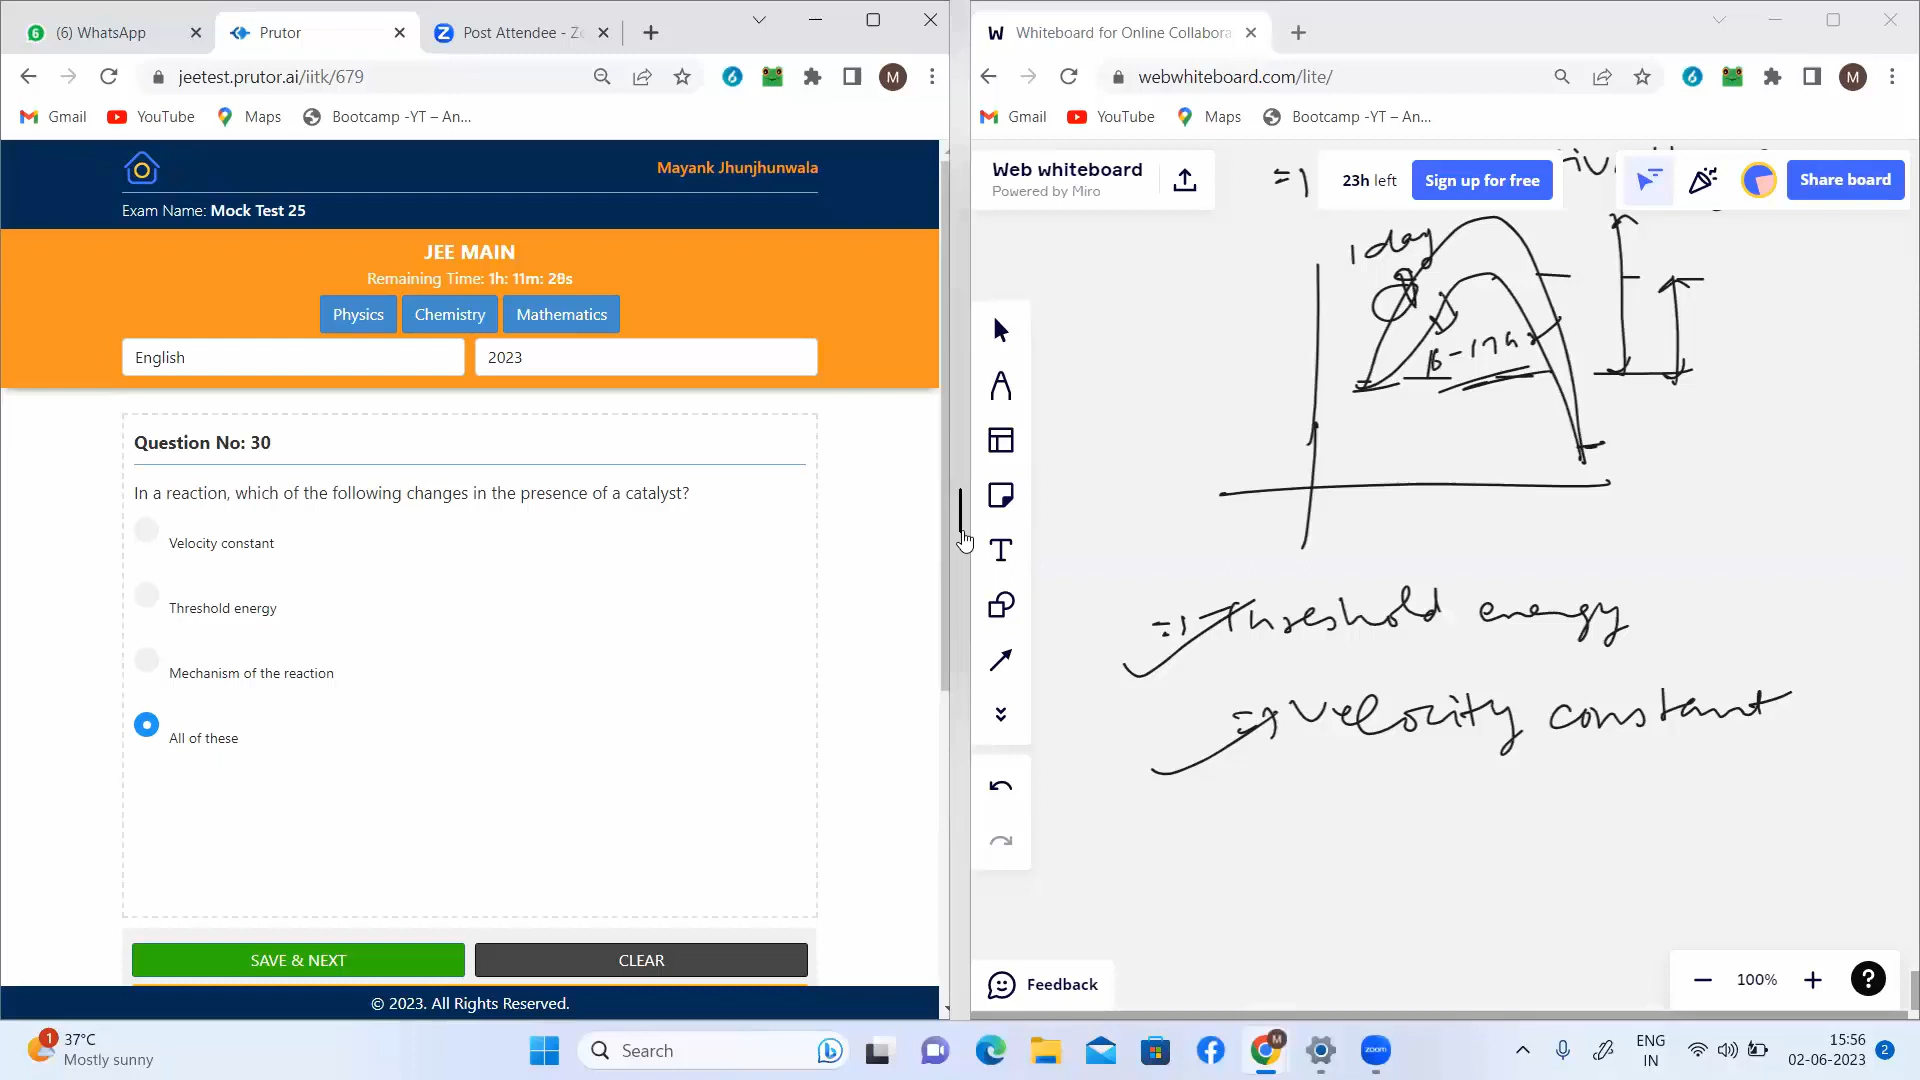 (6) WhatsApp
Prutor
Post Attendee - Ze
jeetest.prutor.ai/iitk/679
Gmail
YouTube
Maps
Bootcamp -YT – An...
Mayank Jhunjhunwala
Exam Name: Mock Test 25
JEE MAIN
Remaining Time: 1h: 11m: 28s
Physics
Chemistry
Mathematics
English
2023
Question No: 30
In a reaction, which of the following changes in the presence of a catalyst?
Velocity constant
Threshold energy
Mechanism of the reaction
All of these
SAVE & NEXT
CLEAR
© 2023. All Rights Reserved.
Whiteboard for Online Collabora
webwhiteboard.com/lite/
Gmail
YouTube
Maps
Bootcamp -YT – An...
Web whiteboard
Powered by Miro
23h left
Sign up for free
Share board
1 day
Threshold energy
Velocity constant
Feedback
100%
37°C
Mostly sunny
Search
zoom
ENG
IN
15:56
02-06-2023
2